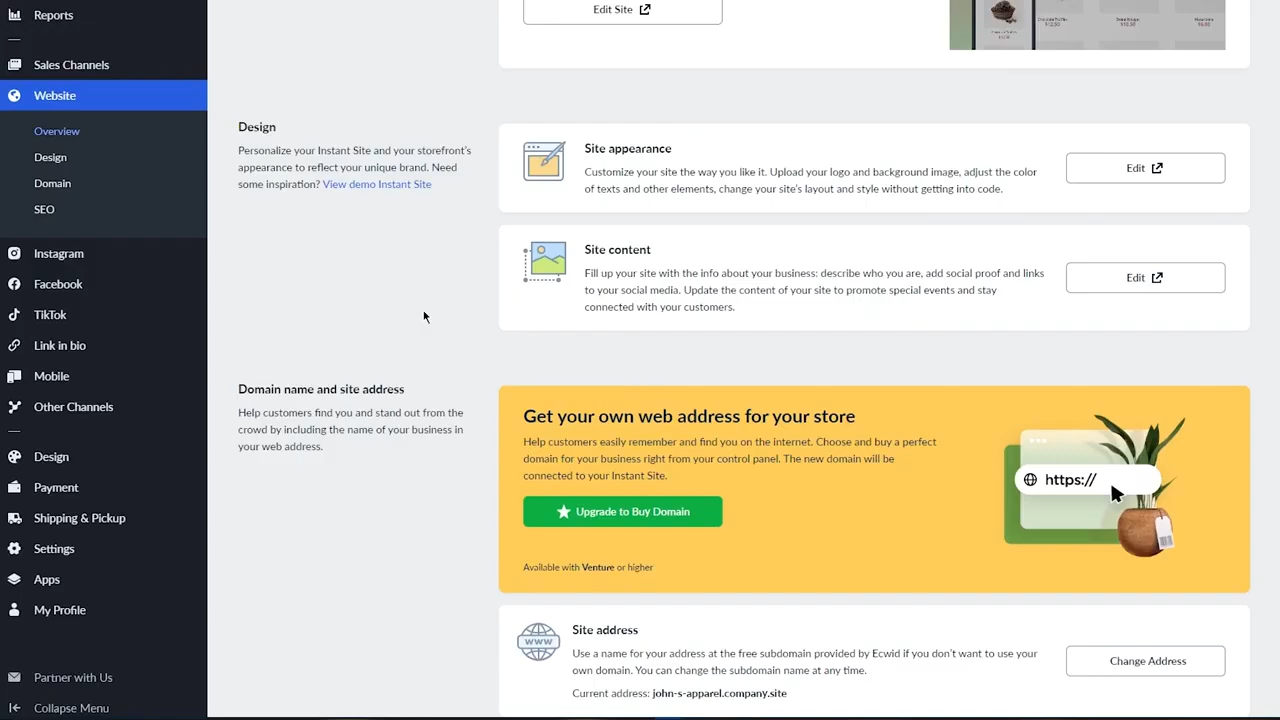 Reports
Sales Channels
Website
Overview
Design
Domain
SEO
Instagram
Facebook
TikTok
Link in bio
Mobile
Other Channels
Design
Payment
Shipping & Pickup
Settings
Apps
My Profile
Partner with Us
Collapse Menu
Edit Site
Design
Personalize your Instant Site and your storefront's
appearance to reflect your unique brand. Need
some inspiration? View demo Instant Site
Site appearance
Customize your site the way you like it. Upload your logo and background image, adjust the color
of texts and other elements, change your site's layout and style without getting into code.
Edit
Site content
Fill up your site with the info about your business: describe who you are, add social proof and links
to your social media. Update the content of your site to promote special events and stay
connected with your customers.
Edit
Domain name and site address
Help customers find you and stand out from the
crowd by including the name of your business in
your web address.
Get your own web address for your store
Help customers easily remember and find you on the internet. Choose and buy a perfect
domain for your business right from your control panel. The new domain will be
connected to your Instant Site.
Upgrade to Buy Domain
Available with Venture or higher
https://
WWW
Site address
Use a name for your address at the free subdomain provided by Ecwid if you don't want to use your
own domain. You can change the subdomain name at any time.
Current address: john-s-apparel.company.site
Change Address